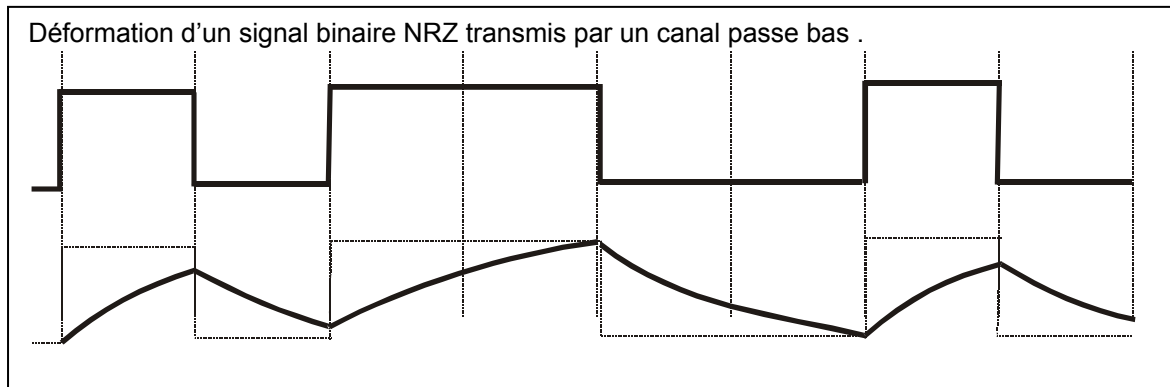 Déformation d’un signal binaire NRZ transmis par un canal passe bas .